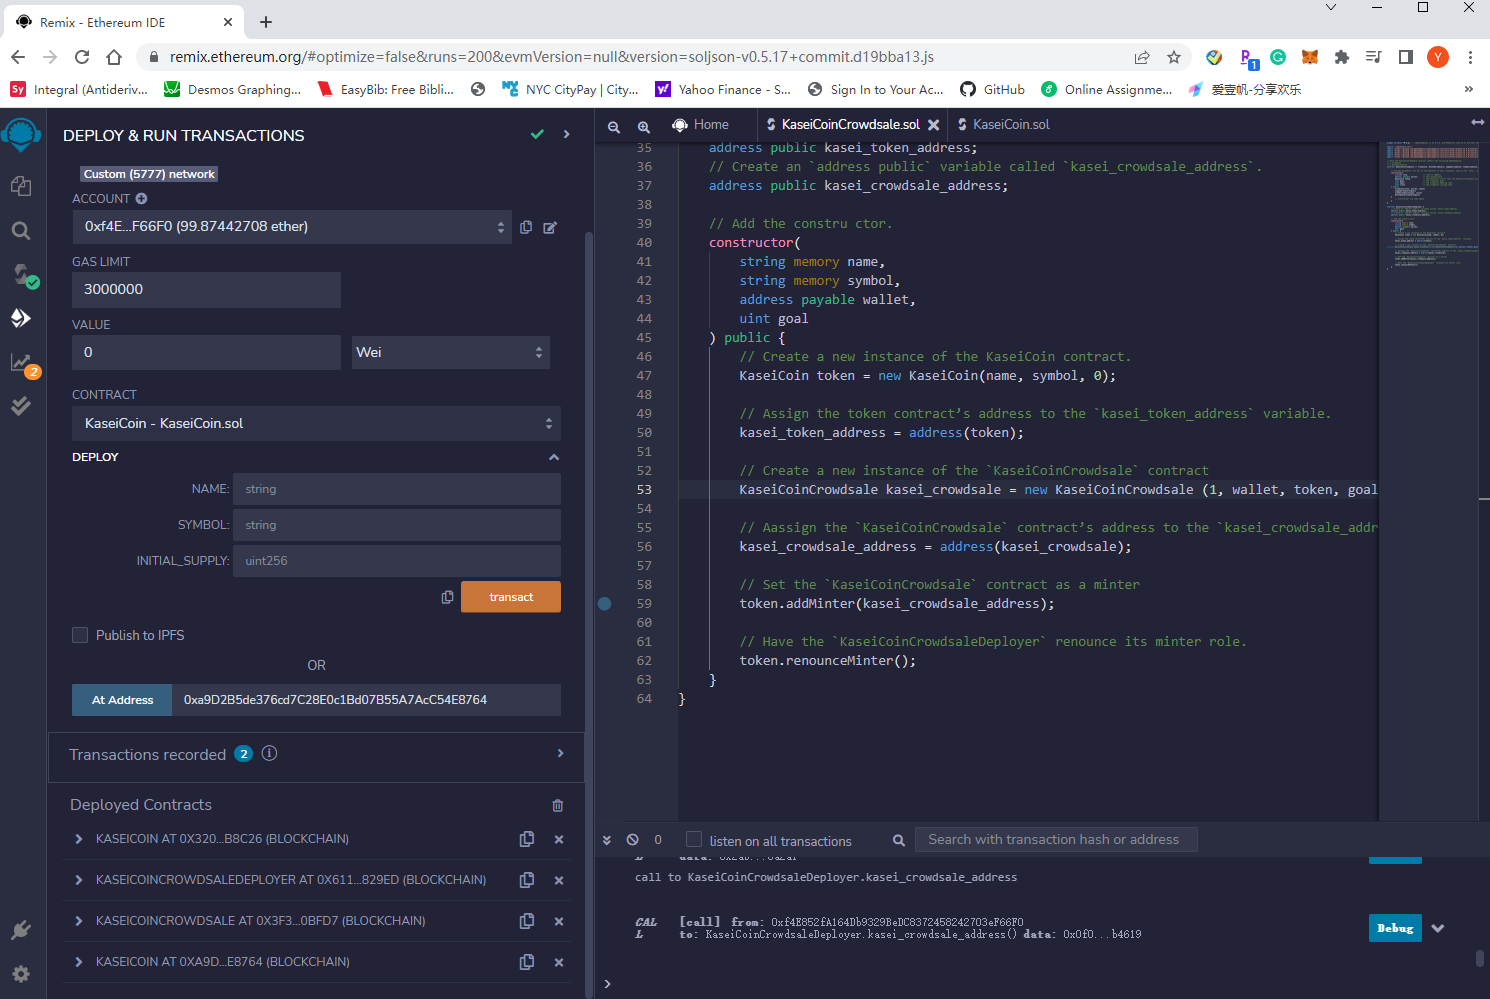 Remix - Ethereum IDE
remix.ethereum.org/#optimize=false&runs=200&evmVersion=null&version=soljson-v0.5.17+commit.d19bba13.js
1
Y
Sy Integral (Antideriv...
Desmos Graphing...
EasyBib: Free Bibli...
NYC CityPay | City...
Yahoo Finance - S...
Sign In to Your Ac...
GitHub
Online Assignme...
爱壹帆-分享欢乐
»
DEPLOY & RUN TRANSACTIONS
Custom (5777) network
ACCOUNT
0xf4E...F66F0 (99.87442708 ether)
GAS LIMIT
3000000
VALUE
0
Wei
2
CONTRACT
KaseiCoin - KaseiCoin.sol
DEPLOY
NAME: string
SYMBOL: string
INITIAL_SUPPLY: uint256
transact
Publish to IPFS
OR
At Address 0xa9D2B5de376cd7C28E0c1Bd07B55A7AcC54E8764
Transactions recorded 2 i
Deployed Contracts
KASEICOIN AT 0X320...B8C26 (BLOCKCHAIN)
KASEICOINCROWDSALEDEPLOYER AT 0X611...829ED (BLOCKCHAIN)
KASEICOINCROWDSALE AT 0X3F3...0BFD7 (BLOCKCHAIN)
KASEICOIN AT 0XA9D...E8764 (BLOCKCHAIN)
Home
KaseiCoinCrowdsale.sol
KaseiCoin.sol
35 address public kasei_token_address;
36 // Create an `address public` variable called `kasei_crowdsale_address`.
37 address public kasei_crowdsale_address;
38
39 // Add the constru ctor.
40 constructor(
41 string memory name,
42 string memory symbol,
43 address payable wallet,
44 uint goal
45 ) public {
46 // Create a new instance of the KaseiCoin contract.
47 KaseiCoin token = new KaseiCoin(name, symbol, 0);
48
49 // Assign the token contract’s address to the `kasei_token_address` variable.
50 kasei_token_address = address(token);
51
52 // Create a new instance of the `KaseiCoinCrowdsale` contract
53 KaseiCoinCrowdsale kasei_crowdsale = new KaseiCoinCrowdsale (1, wallet, token, goal
54
55 // Aassign the `KaseiCoinCrowdsale` contract’s address to the `kasei_crowdsale_addr
56 kasei_crowdsale_address = address(kasei_crowdsale);
57
58 // Set the `KaseiCoinCrowdsale` contract as a minter
59 token.addMinter(kasei_crowdsale_address);
60
61 // Have the `KaseiCoinCrowdsaleDeployer` renounce its minter role.
62 token.renounceMinter();
63 }
64 }
0
listen on all transactions
Search with transaction hash or address
call to KaseiCoinCrowdsaleDeployer.kasei_crowdsale_address
CAL [call] from: 0xf4E852fA164Db9329BeDC8372458242703eF66F0
L to: KaseiCoinCrowdsaleDeployer.kasei_crowdsale_address() data: 0x0f0...b4619
Debug
>